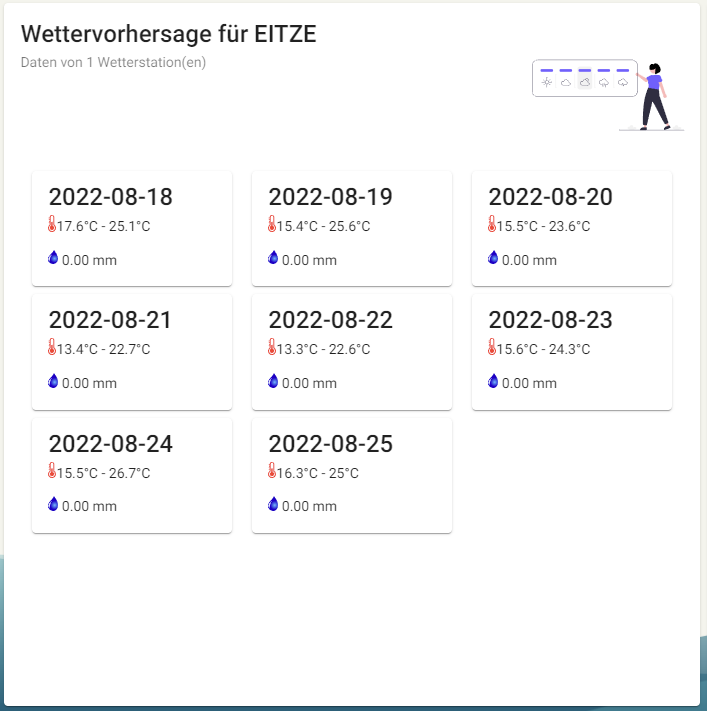 Wettervorhersage für EITZE
Daten von 1 Wetterstation(en)
2022-08-18
17.6°C - 25.1°C
0.00 mm
2022-08-19
15.4°C - 25.6°C
0.00 mm
2022-08-20
15.5°C - 23.6°C
0.00 mm
2022-08-21
13.4°C - 22.7°C
0.00 mm
2022-08-22
13.3°C - 22.6°C
0.00 mm
2022-08-23
15.6°C - 24.3°C
0.00 mm
2022-08-24
15.5°C - 26.7°C
0.00 mm
2022-08-25
16.3°C - 25°C
0.00 mm